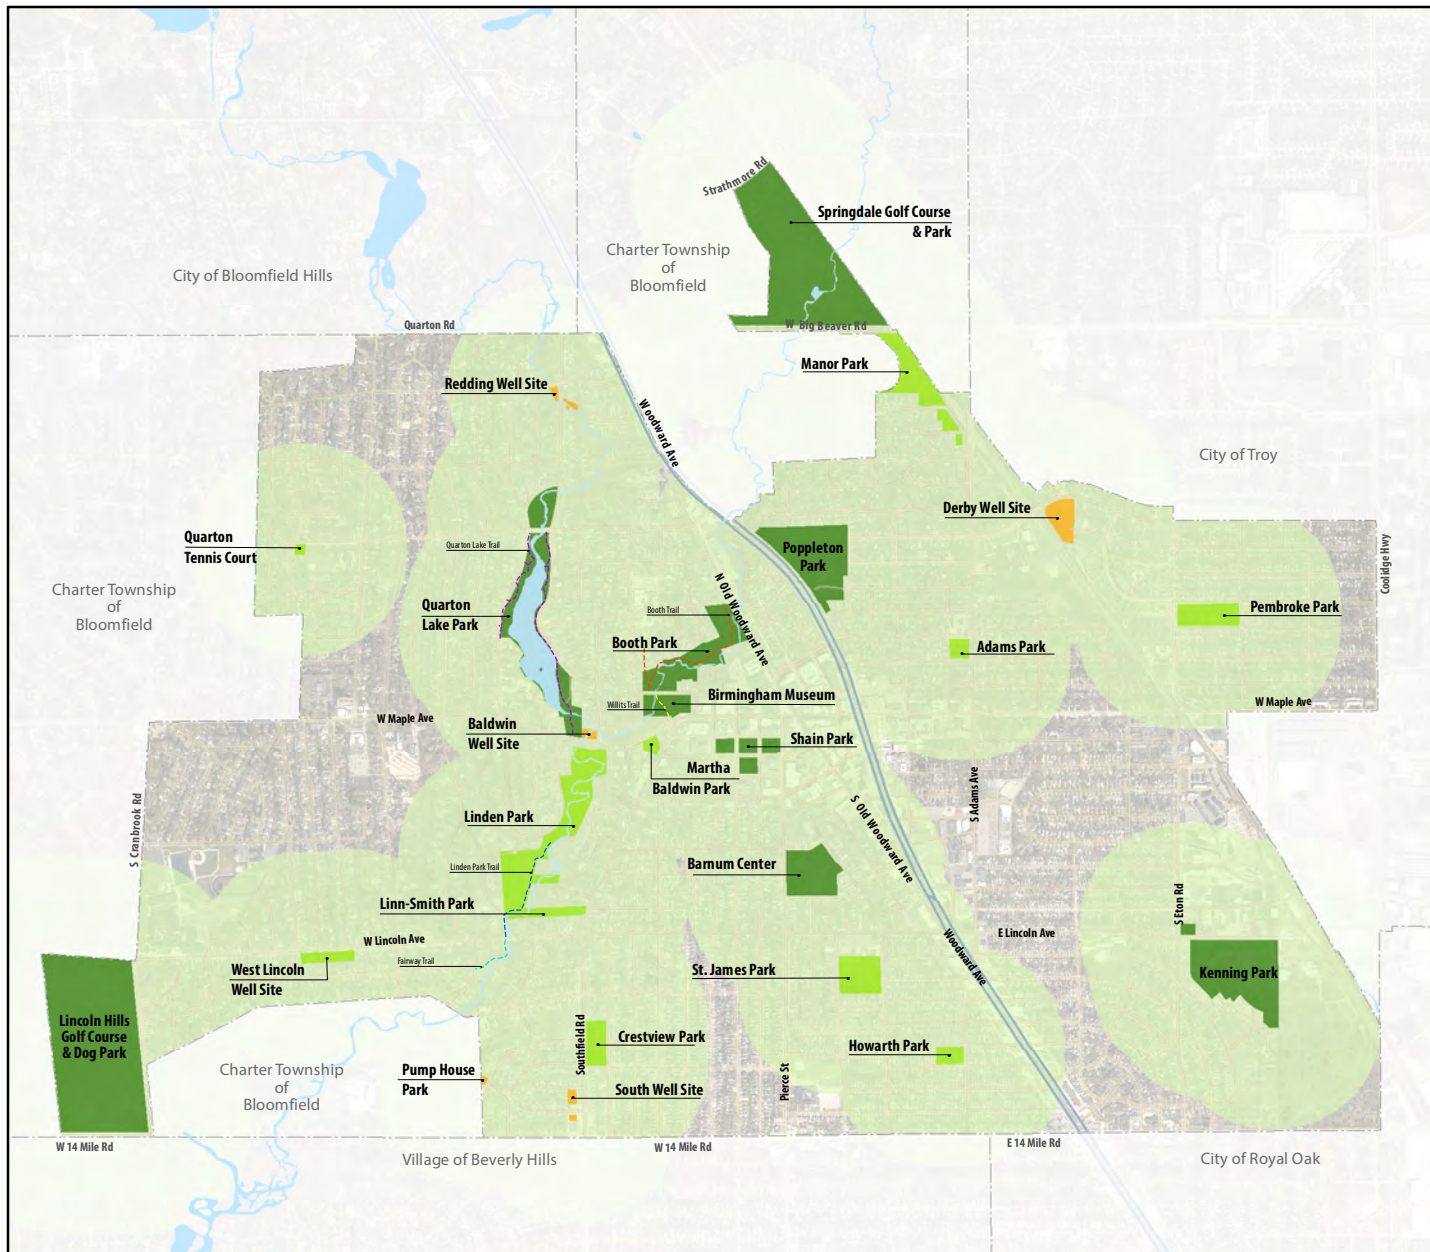 Strathmore Rd
Springdale Golf Course
& Park
Charter Township
of
Bloomfield
City of Bloomfield Hills
Quarton Rd
W Big Beaver Rd
Manor Park
Redding Well Site
Woodward Ave
City of Troy
Derby Well Site
Quarton
Tennis Court
Quarton Lake Trail
Poppleton
Park
Coolidge Hwy
Charter Township
of
Bloomfield
Quarton
Lake Park
N Old Woodward Ave
Booth Trail
Booth Park
Pembroke Park
Adams Park
Birmingham Museum
Willits Trail
W Maple Ave
W Maple Ave
Baldwin
Well Site
Shain Park
Martha
Baldwin Park
S Cranbrook Rd
Linden Park
S Adams Ave
S Old Woodward Ave
Linden Park Trail
Barnum Center
Linn-Smith Park
S Eton Rd
W Lincoln Ave
E Lincoln Ave
Fairway Trail
West Lincoln
Well Site
St. James Park
Woodward Ave
Kenning Park
Lincoln Hills
Golf Course
& Dog Park
Southfield Rd
Crestview Park
Howarth Park
Charter Township
of
Bloomfield
Pump House
Park
South Well Site
Pierce St
W 14 Mile Rd
W 14 Mile Rd
E 14 Mile Rd
Village of Beverly Hills
City of Royal Oak